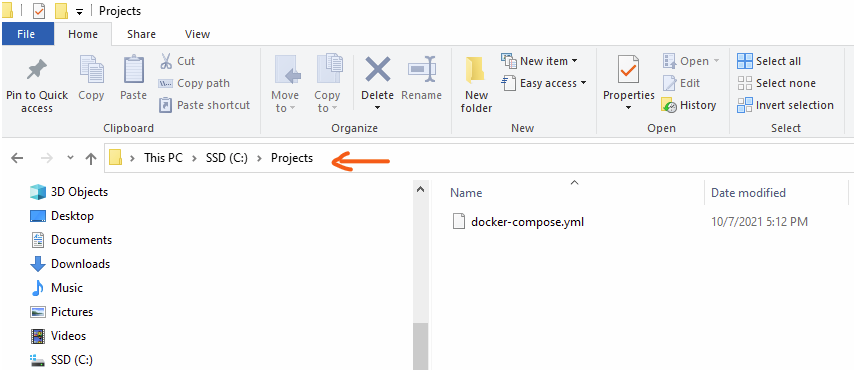 Projects
File Home Share View
Pin to Quick access
Copy
Paste
Cut
Copy path
Paste shortcut
Clipboard
Move to
Copy to
Delete
Rename
Organize
New folder
New item
Easy access
New
Properties
Open
Edit
History
Open
Select all
Select none
Invert selection
Select
This PC SSD (C:) Projects
3D Objects
Desktop
Documents
Downloads
Music
Pictures
Videos
SSD (C:)
Name Date modified
docker-compose.yml 10/7/2021 5:12 PM